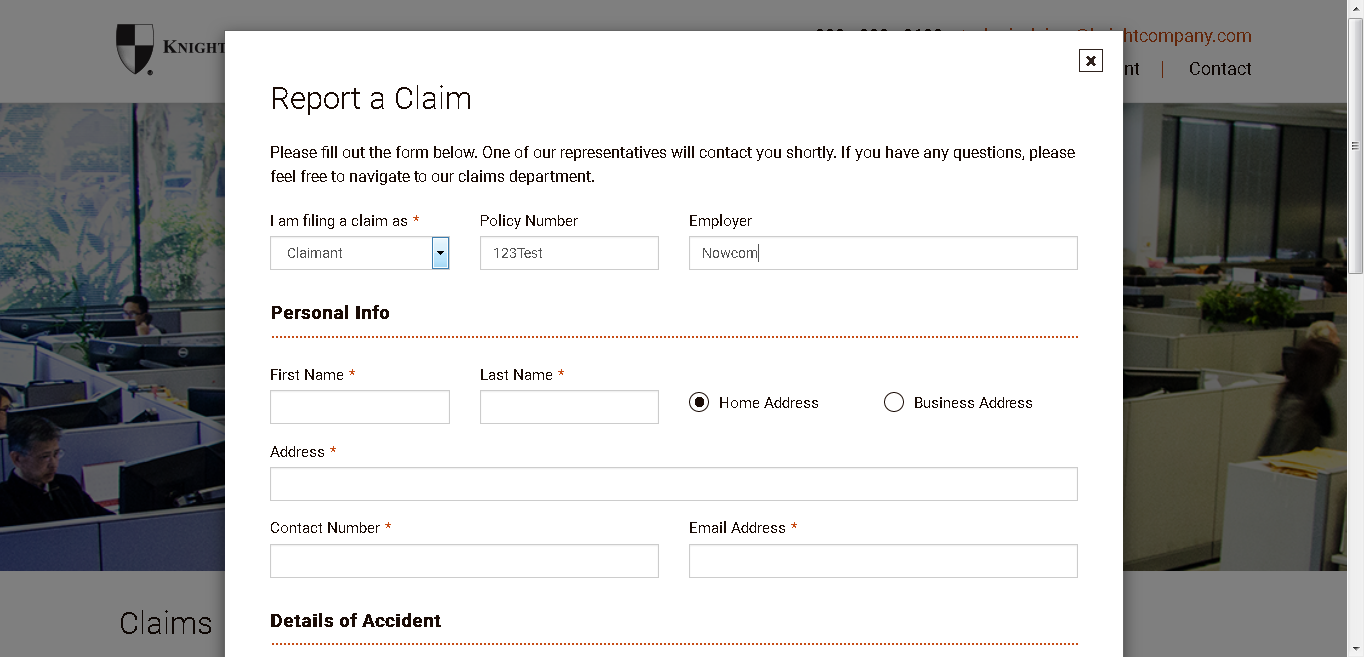 KNIGHT
htcompany.com
nt | Contact
Report a Claim
Please fill out the form below. One of our representatives will contact you shortly. If you have any questions, please
feel free to navigate to our claims department.
I am filing a claim as * Policy Number Employer
Claimant 123Test Nowcom
Personal Info
First Name * Last Name *
Home Address Business Address
Address *
Contact Number * Email Address *
Details of Accident
Claims